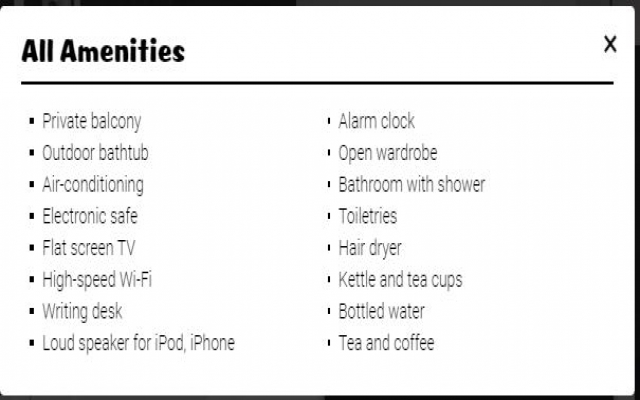 All Amenities
X
Private balcony
Outdoor bathtub
Air-conditioning
Electronic safe
Flat screen TV
High-speed Wi-Fi
Writing desk
Loud speaker for iPod, iPhone
Alarm clock
Open wardrobe
Bathroom with shower
Toiletries
Hair dryer
Kettle and tea cups
Bottled water
Tea and coffee